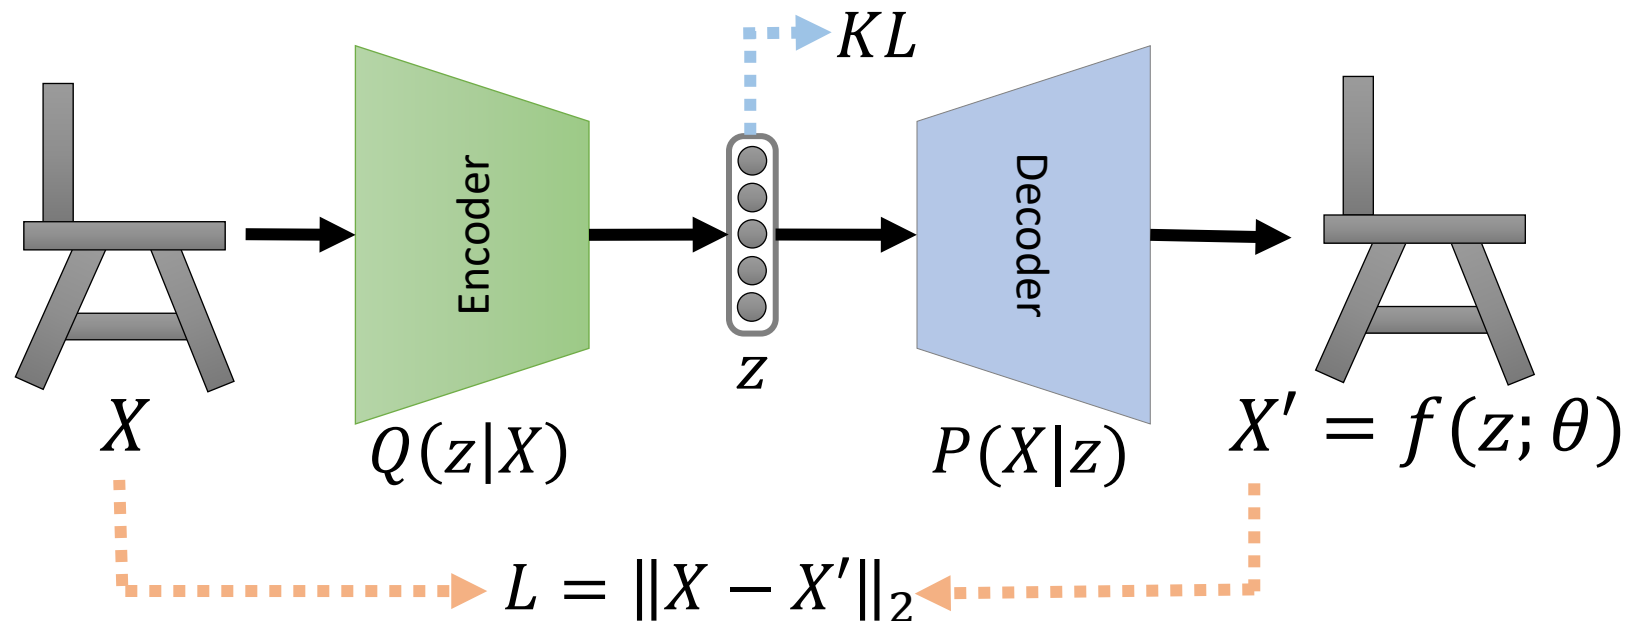 KL
Encoder
Decoder
z
X
Q(z|X)
P(X|z)
X′ = f(z; θ)
L = ‖X − X′‖₂